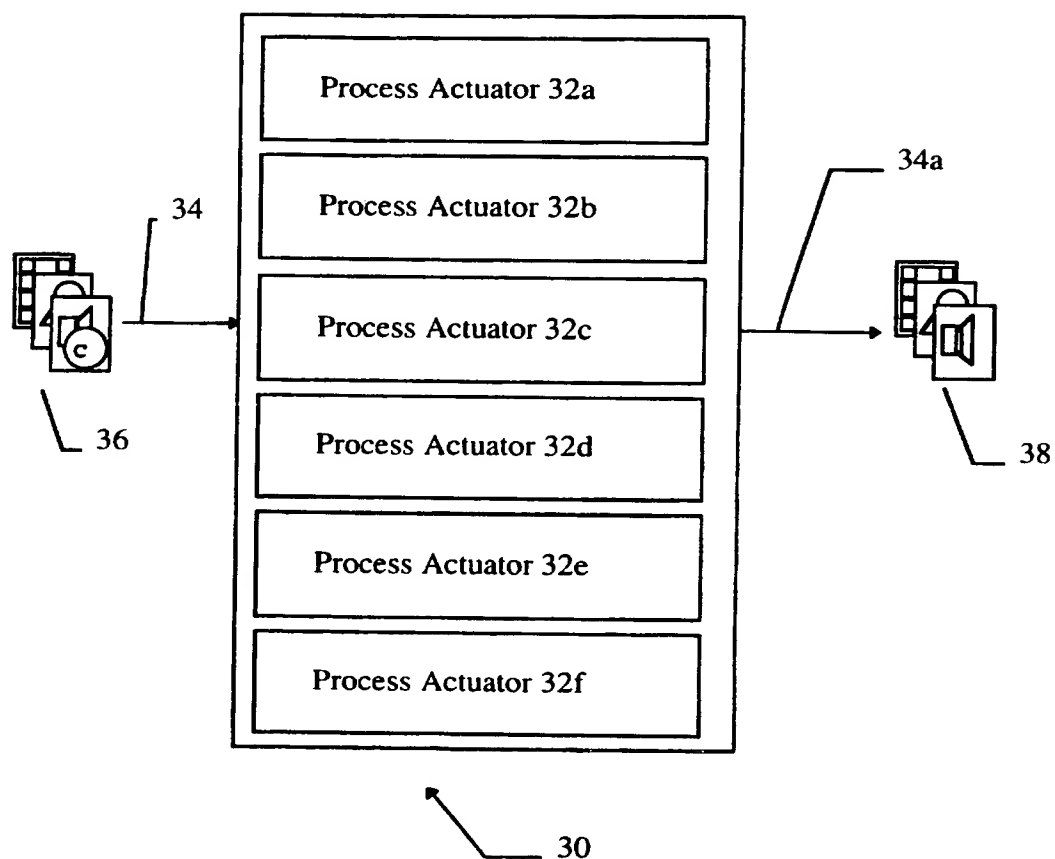 Process Actuator 32a
34a
Process Actuator 32b
34
Process Actuator 32c
C
36
Process Actuator 32d
38
Process Actuator 32e
Process Actuator 32f
30